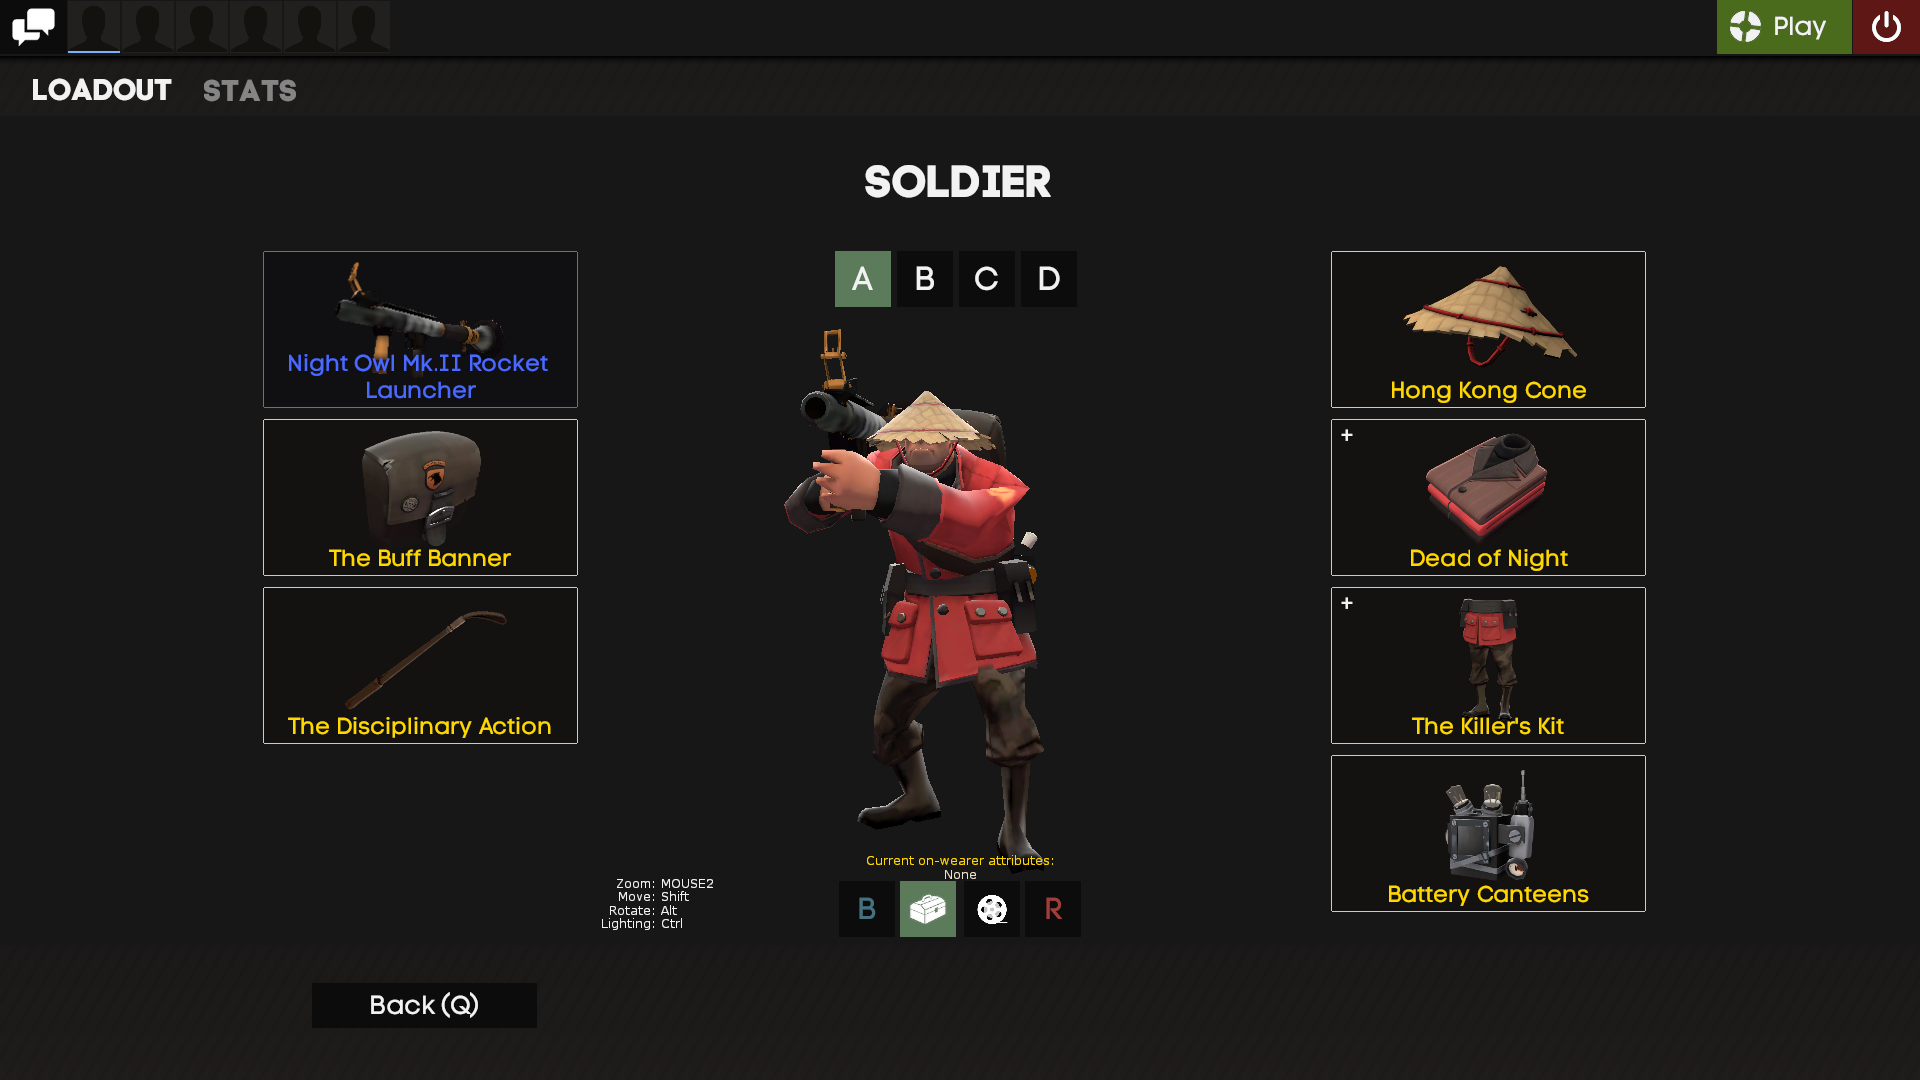 Play
LOADOUT STATS
SOLDIER
A B C D
Night Owl Mk.II Rocket
Launcher
The Buff Banner
The Disciplinary Action
Hong Kong Cone
+
Dead of Night
+
The Killer's Kit
Battery Canteens
Current on-wearer attributes:
None
Zoom: MOUSE2
Move: Shift
Rotate: Alt
Lighting: Ctrl
B R
Back (Q)